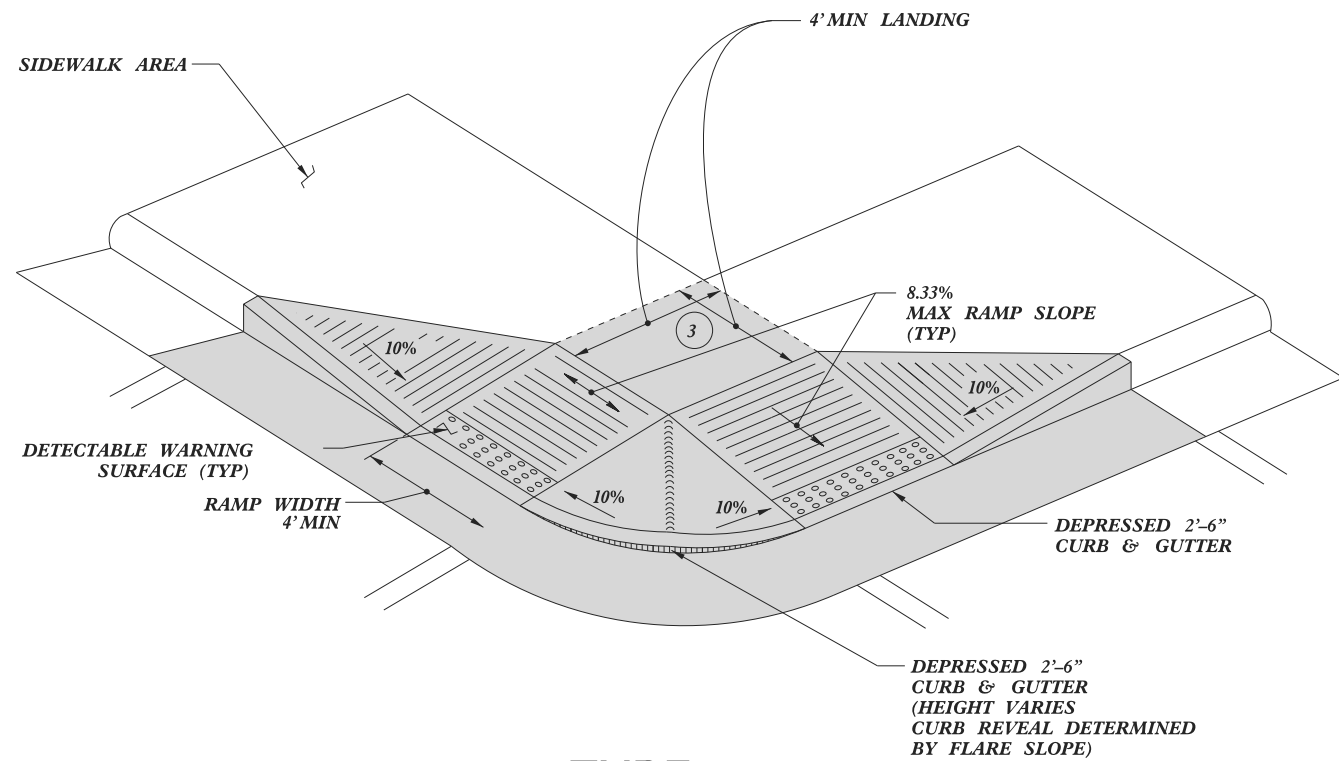 4' MIN LANDING
SIDEWALK AREA
8.33%
MAX RAMP SLOPE
(TYP)
3
10%
10%
DETECTABLE WARNING
SURFACE (TYP)
RAMP WIDTH
4' MIN
10%
10%
DEPRESSED 2'–6"
CURB & GUTTER
DEPRESSED 2'–6"
CURB & GUTTER
(HEIGHT VARIES
CURB REVEAL DETERMINED
BY FLARE SLOPE)